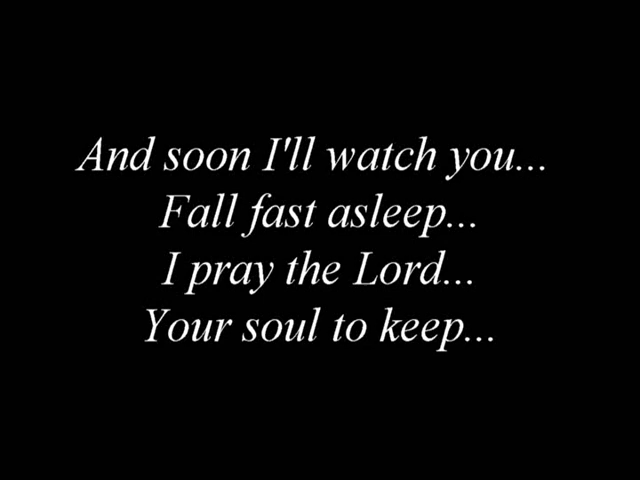 And soon I'll watch you...
Fall fast asleep...
I pray the Lord...
Your soul to keep...